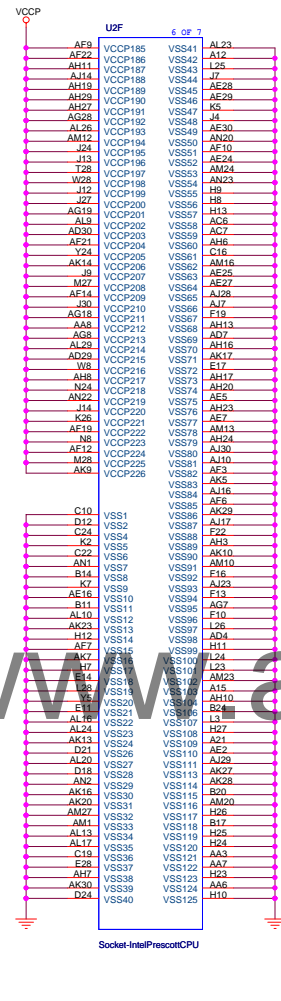 VCCP
U2F 6 OF 7
AF9 VCCP185 VSS41 AL23
AF22 VCCP186 VSS42 A12
AH11 VCCP187 VSS43 L25
AJ14 VCCP188 VSS44 J7
AH19 VCCP189 VSS45 AE28
AH29 VCCP190 VSS46 AE29
AH27 VCCP191 VSS47 K5
AG28 VCCP192 VSS48 J4
AL26 VCCP193 VSS49 AE30
AM12 VCCP194 VSS50 AN20
J24 VCCP195 VSS51 AF10
J13 VCCP196 VSS52 AE24
T28 VCCP197 VSS53 AM24
W28 VCCP198 VSS54 AN23
J12 VCCP199 VSS55 H9
J27 VCCP200 VSS56 H8
AG19 VCCP201 VSS57 H13
AL9 VCCP202 VSS58 AC6
AD30 VCCP203 VSS59 AC7
AF21 VCCP204 VSS60 AH6
Y24 VCCP205 VSS61 C16
AK14 VCCP206 VSS62 AM16
J9 VCCP207 VSS63 AE25
M27 VCCP208 VSS64 AE27
AF14 VCCP209 VSS65 AJ28
J30 VCCP210 VSS66 AJ7
AG18 VCCP211 VSS67 F19
AA8 VCCP212 VSS68 AH13
AG8 VCCP213 VSS69 AD7
AL29 VCCP214 VSS70 AH16
AD29 VCCP215 VSS71 AK17
W8 VCCP216 VSS72 E17
AH8 VCCP217 VSS73 AH17
N24 VCCP218 VSS74 AH20
AN22 VCCP219 VSS75 AE5
J14 VCCP220 VSS76 AH23
K26 VCCP221 VSS77 AE7
AF19 VCCP222 VSS78 AM13
N8 VCCP223 VSS79 AH24
AF12 VCCP224 VSS80 AJ30
M28 VCCP225 VSS81 AJ10
AK9 VCCP226 VSS82 AF3
VSS83 AK5
VSS84 AJ16
VSS85 AF6
C10 VSS1 VSS86 AK29
D12 VSS2 VSS87 AJ17
C24 VSS4 VSS88 F22
K2 VSS5 VSS89 AH3
C22 VSS6 VSS90 AK10
AN1 VSS7 VSS91 AM10
B14 VSS8 VSS92 F16
K7 VSS9 VSS93 AJ23
AE16 VSS10 VSS94 F13
B11 VSS11 VSS95 AG7
AL10 VSS12 VSS96 F10
AK23 VSS13 VSS97 L26
H12 VSS14 VSS98 AD4
AF7 VSS15 VSS99 H11
AK7 VSS16 VSS100 L24
H7 VSS17 VSS101 L23
E14 VSS18 VSS102 AM23
L28 VSS19 VSS103 A15
Y5 VSS20 VSS104 AH10
E11 VSS21 VSS106 B24
AL16 VSS22 VSS107 L3
AL24 VSS23 VSS108 H27
AK13 VSS24 VSS109 A21
D21 VSS26 VSS110 AE2
AL20 VSS27 VSS111 AJ29
D18 VSS28 VSS113 AK27
AN2 VSS29 VSS114 AK28
AK16 VSS30 VSS115 B20
AK20 VSS31 VSS116 AM20
AM27 VSS32 VSS117 H26
AM1 VSS33 VSS118 B17
AL13 VSS34 VSS119 H25
AL17 VSS35 VSS120 H24
C19 VSS36 VSS121 AA3
E28 VSS37 VSS122 AA7
AH7 VSS38 VSS123 H23
AK30 VSS39 VSS124 AA6
D24 VSS40 VSS125 H10
Socket-IntelPrescottCPU